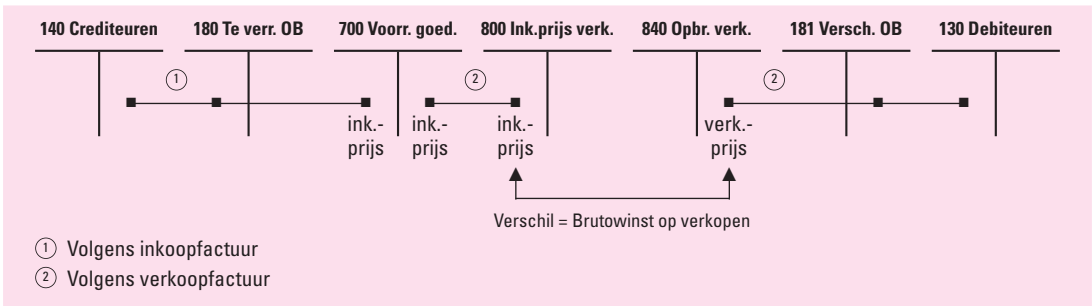 140 Crediteuren 180 Te verr. OB 700 Voorr. goed. 800 Ink.prijs verk. 840 Opbr. verk. 181 Versch. OB 130 Debiteuren
1 2 2
ink.- ink.- ink.- verk.-
prijs prijs prijs prijs
Verschil = Brutowinst op verkopen
1 Volgens inkoopfactuur
2 Volgens verkoopfactuur